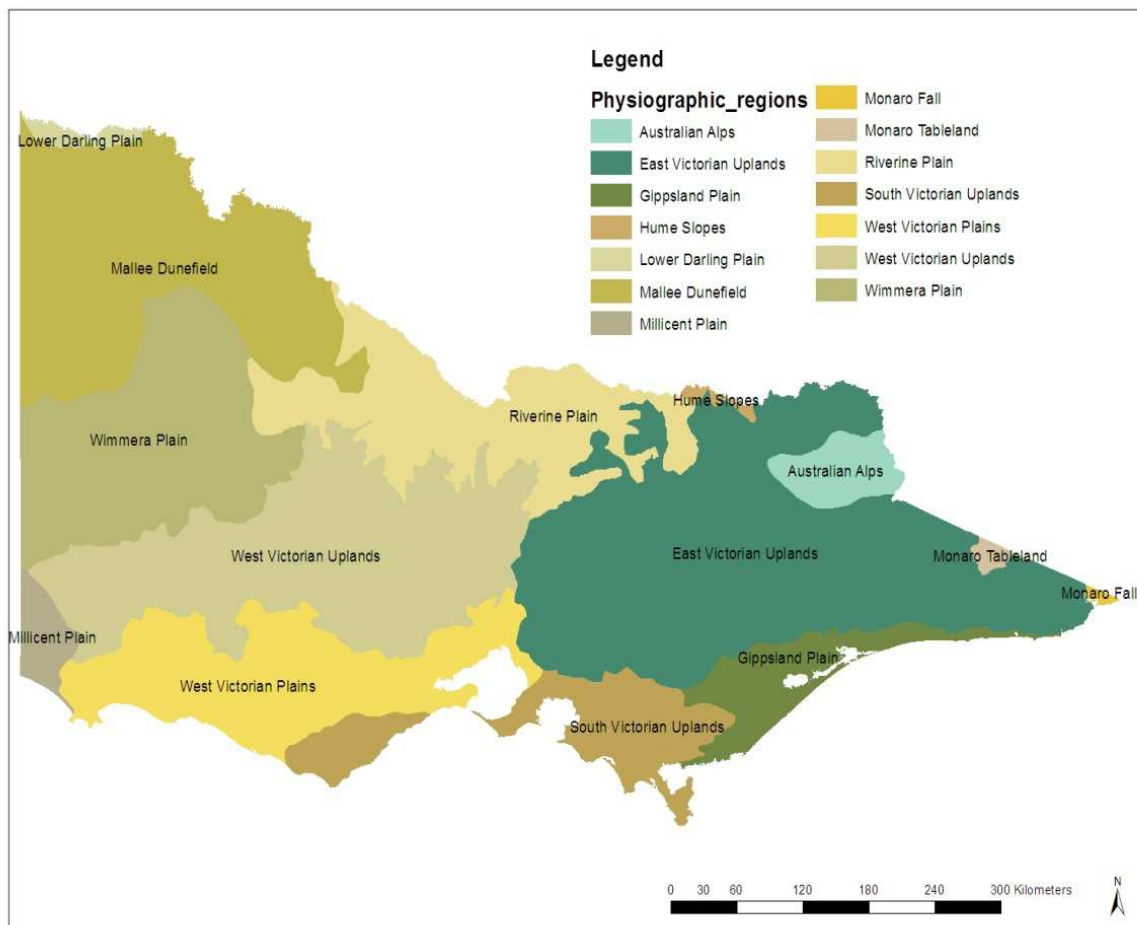 Legend
Physiographic_regions
Australian Alps
East Victorian Uplands
Gippsland Plain
Hume Slopes
Lower Darling Plain
Mallee Dunefield
Millicent Plain
Monaro Fall
Monaro Tableland
Riverine Plain
South Victorian Uplands
West Victorian Plains
West Victorian Uplands
Wimmera Plain
Lower Darling Plain
Mallee Dunefield
Hume Slopes
Riverine Plain
Wimmera Plain
Australian Alps
East Victorian Uplands
West Victorian Uplands
Monaro Tableland
Monaro Fall
Millicent Plain
Gippsland Plain
West Victorian Plains
South Victorian Uplands
0 30 60 120 180 240 300 Kilometers
N